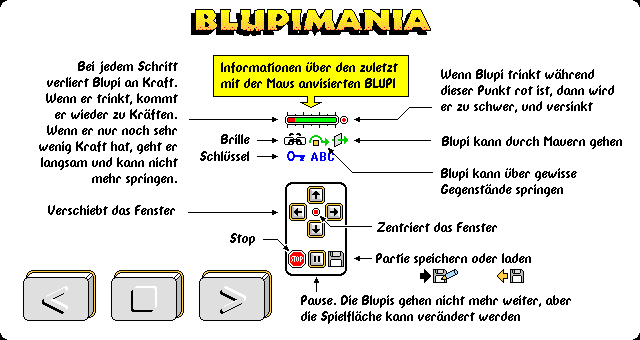 BLUPIMANIA
Bei jedem Schritt
verliert Blupi an Kraft.
Wenn er trinkt, kommt
er wieder zu Kräften.
Wenn er nur noch sehr
wenig Kraft hat, geht er
langsam und kann nicht
mehr springen.
Informationen über den zuletzt
mit der Maus anvisierten BLUPI
Wenn Blupi trinkt während
dieser Punkt rot ist, dann wird
er zu schwer, und versinkt
Brille
Schlüssel
ABC
Blupi kann durch Mauern gehen
Blupi kann über gewisse
Gegenstände springen
Verschiebt das Fenster
Zentriert das Fenster
Stop
STOP
Partie speichern oder laden
Pause. Die Blupis gehen nicht mehr weiter, aber
die Spielfläche kann verändert werden